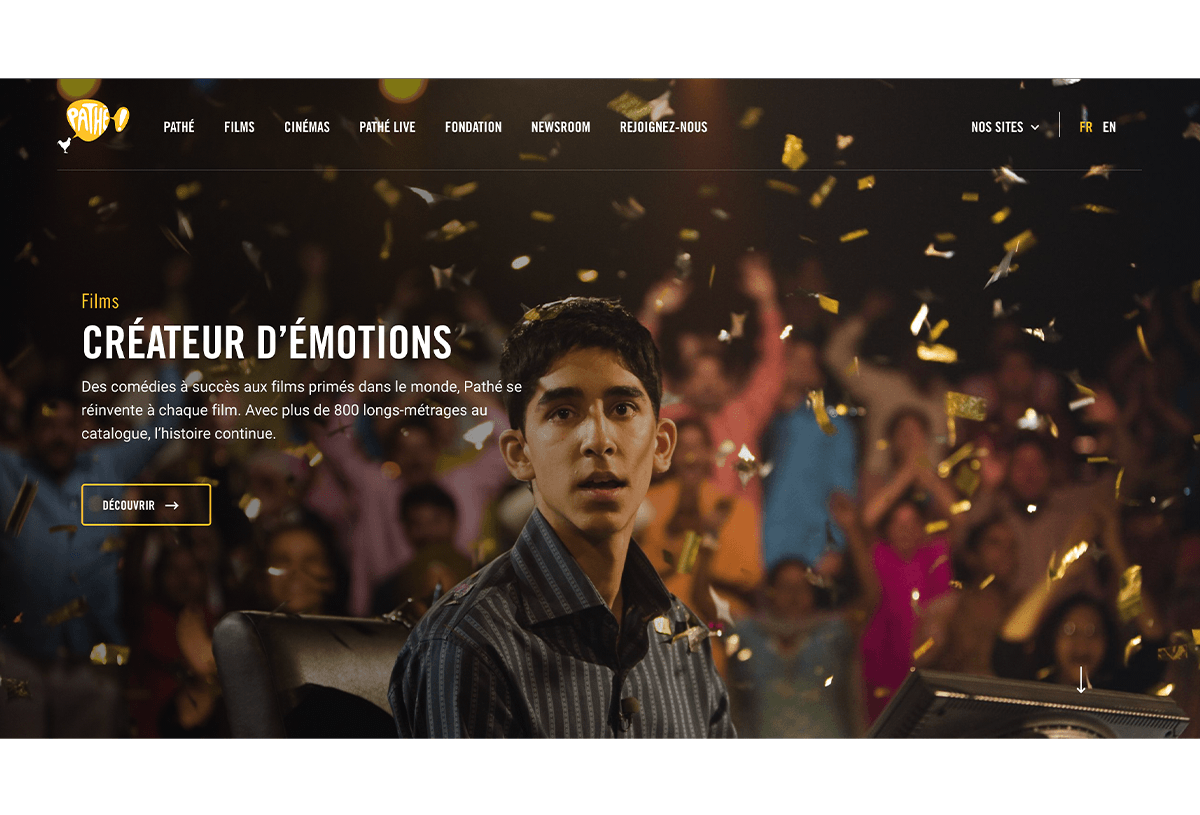 PATHÉ!
PATHÉ FILMS CINÉMAS PATHÉ LIVE FONDATION NEWSROOM REJOIGNEZ-NOUS NOS SITES FR EN
Films
CRÉATEUR D’ÉMOTIONS
Des comédies à succès aux films primés dans le monde, Pathé se
réinvente à chaque film. Avec plus de 800 longs-métrages au
catalogue, l’histoire continue.
DÉCOUVRIR